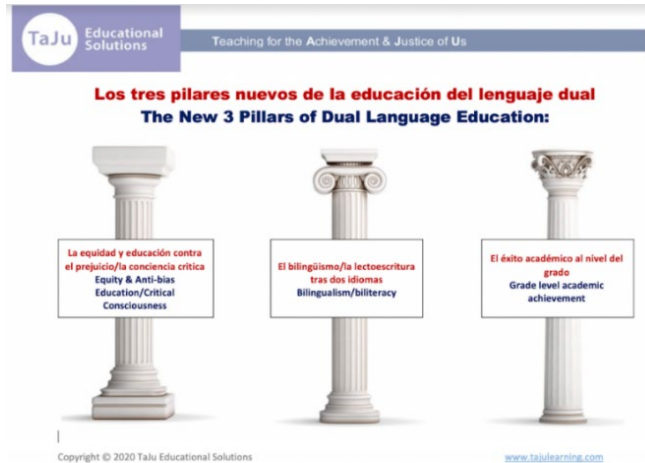 TaJu
Educational
Solutions
Teaching for the Achievement & Justice of Us
Los tres pilares nuevos de la educación del lenguaje dual
The New 3 Pillars of Dual Language Education:
La equidad y educación contra
el prejuicio/la conciencia critica
Equity & Anti-bias
Education/Critical
Consciousness
El bilingüismo/la lectoescritura
tras dos idiomas
Bilingualism/biliteracy
El éxito académico al nivel del
grado
Grade level academic
achievement
Copyright © 2020 TaJu Educational Solutions
www.tajulearning.com